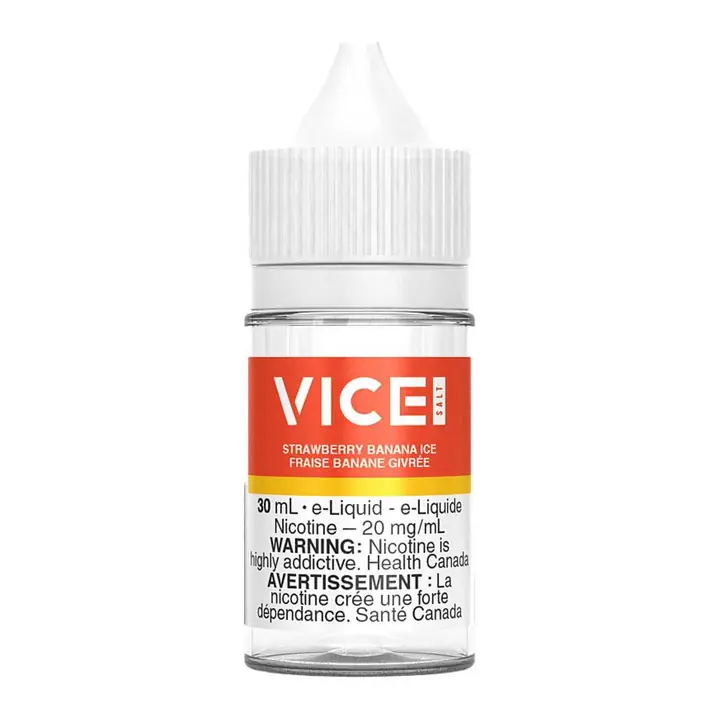 VICE SALT
STRAWBERRY BANANA ICE
FRAISE BANANE GIVRÉE
30 mL • e-Liquid - e-Liquide
Nicotine — 20 mg/mL
WARNING: Nicotine is
highly addictive. Health Canada
AVERTISSEMENT : La
nicotine crée une forte
dépendance. Santé Canada